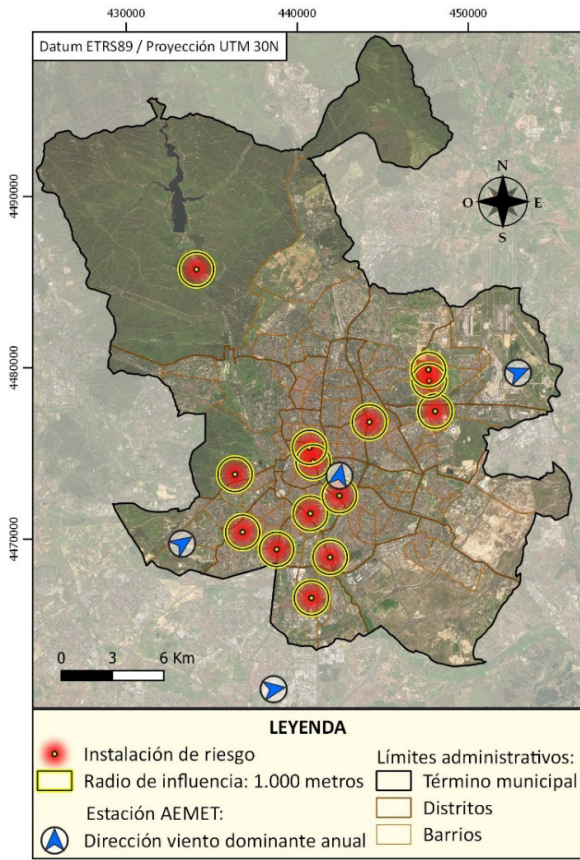 430000 440000 450000
Datum ETRS89 / Proyección UTM 30N
4490000
N
O E
S
4480000
4470000
0 3 6 Km
LEYENDA
Instalación de riesgo
Radio de influencia: 1.000 metros
Estación AEMET:
Dirección viento dominante anual
Límites administrativos:
Término municipal
Distritos
Barrios